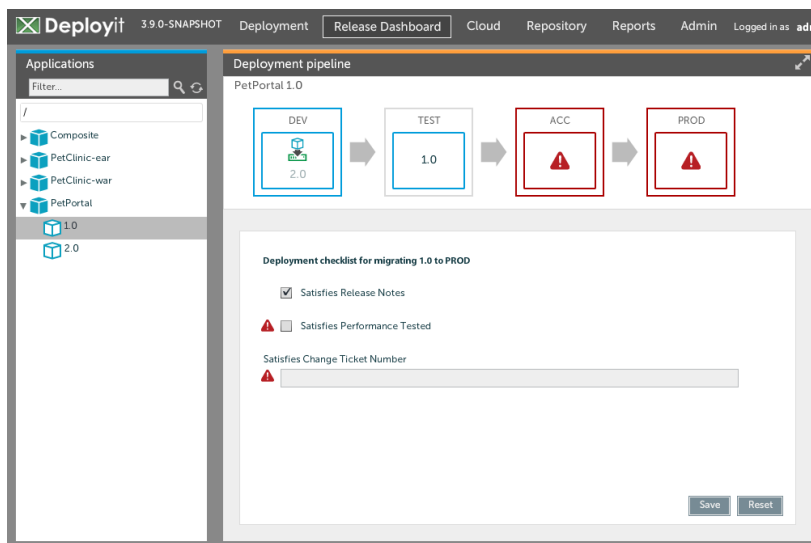 Deployit 3.9.0-SNAPSHOT Deployment Release Dashboard Cloud Repository Reports Admin Logged in as
Applications
Filter...
/
Composite
PetClinic-ear
PetClinic-war
PetPortal
1.0
2.0
Deployment pipeline
PetPortal 1.0
DEV TEST ACC PROD
2.0 1.0
Deployment checklist for migrating 1.0 to PROD
Satisfies Release Notes
Satisfies Performance Tested
Satisfies Change Ticket Number
Save Reset